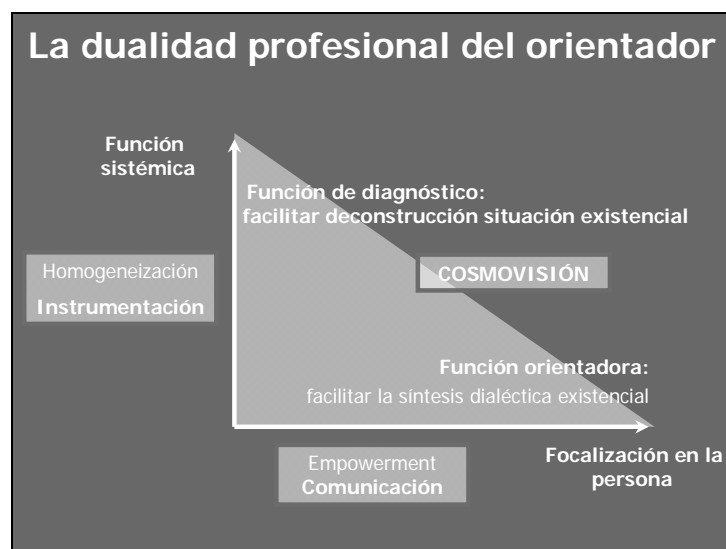 La dualidad profesional del orientador
Función
sistémica
Función de diagnóstico:
facilitar deconstrucción situación existencial
Homogeneización
Instrumentación
COSMOVISIÓN
Función orientadora:
facilitar la síntesis dialéctica existencial
Empowerment
Comunicación
Focalización en la
persona